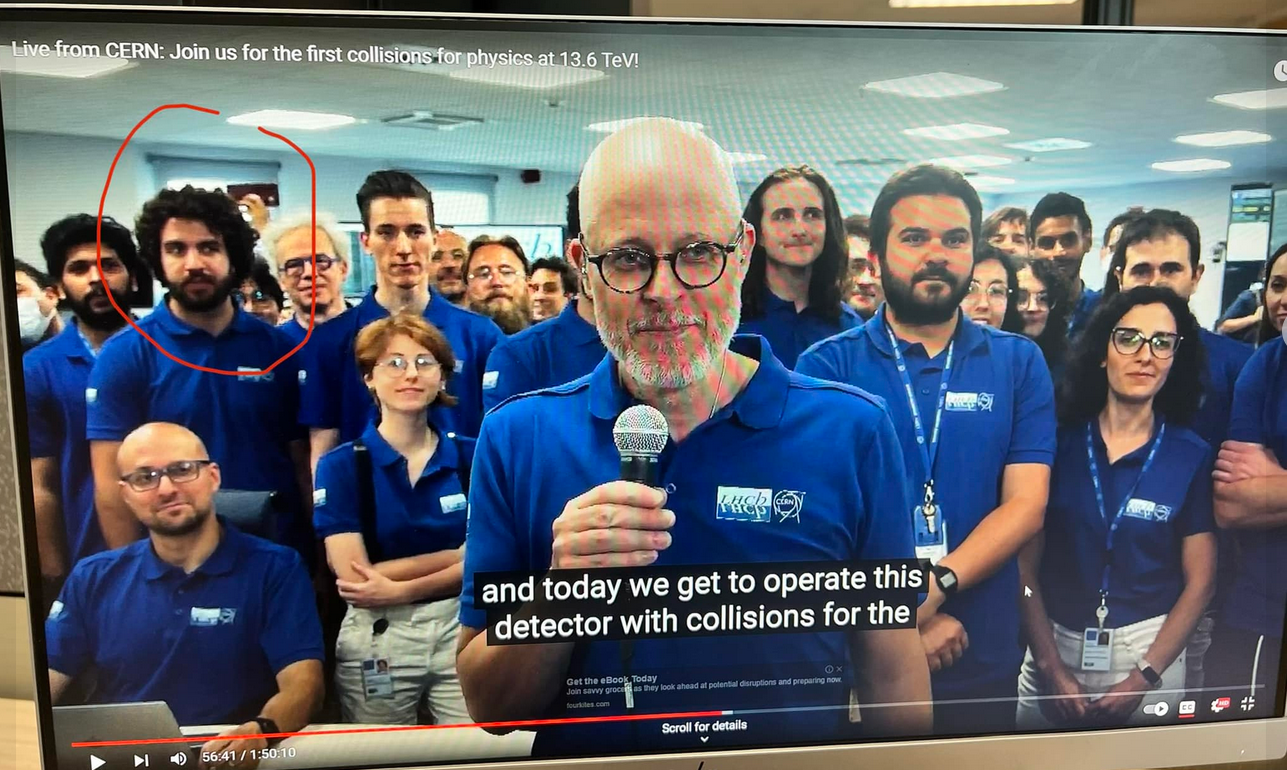 Live from CERN: Join us for the first collisions for physics at 13.6 TeV!
LHCb
CERN
and today we get to operate this
detector with collisions for the
Get the eBook Today
Join savvy grocers as they look ahead at potential disruptions and preparing now.
fourkites.com
Scroll for details
CC
56:41 / 1:50:10